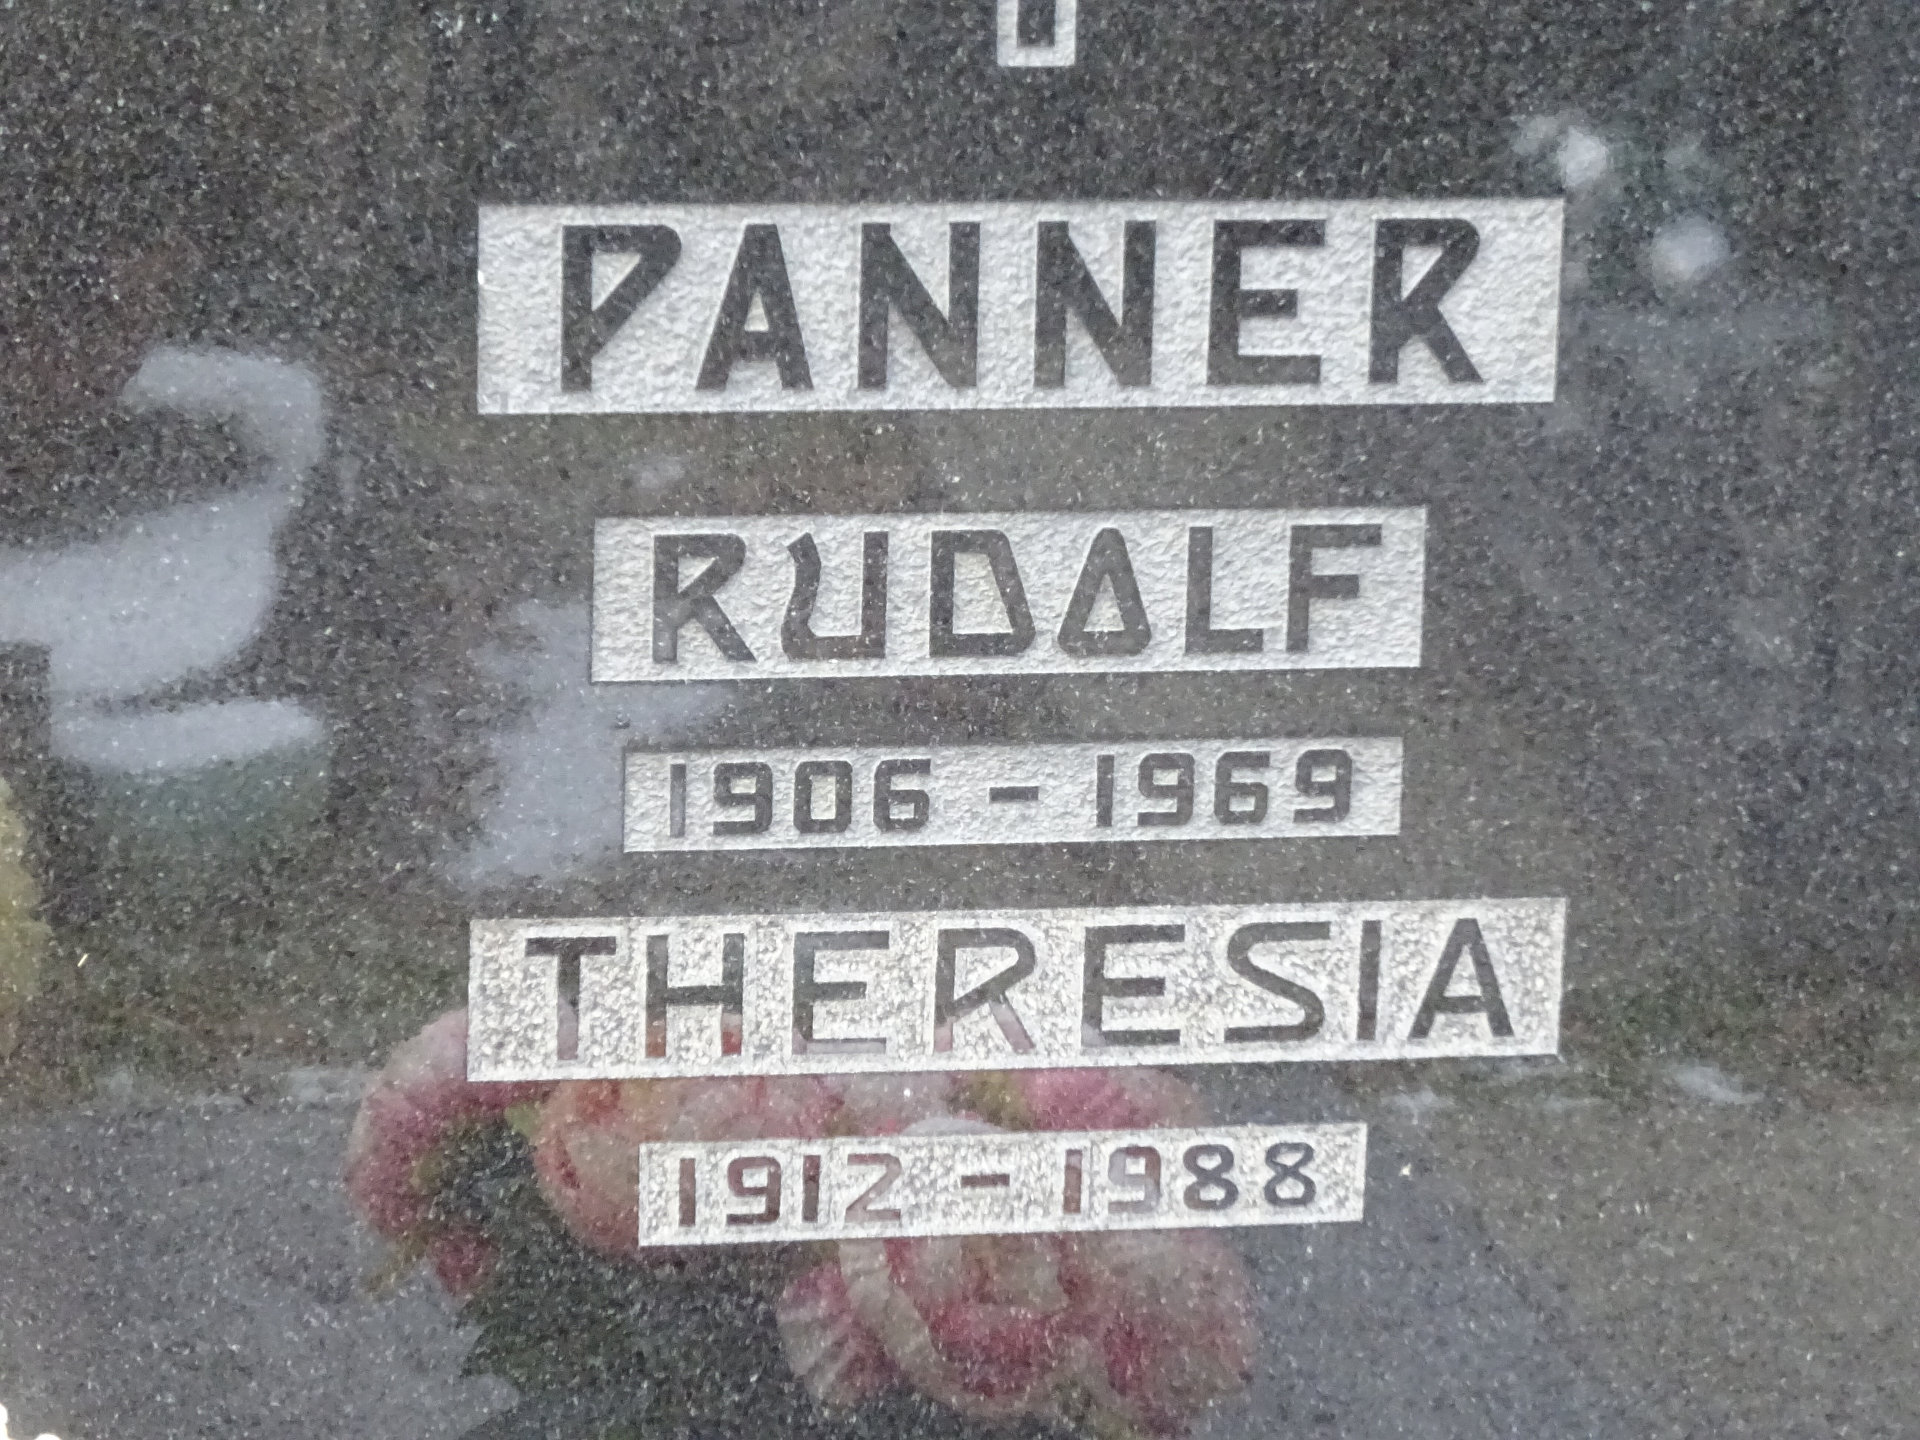 PANNER
RUDOLF
1906 - 1969
THERESIA
1912 - 1988